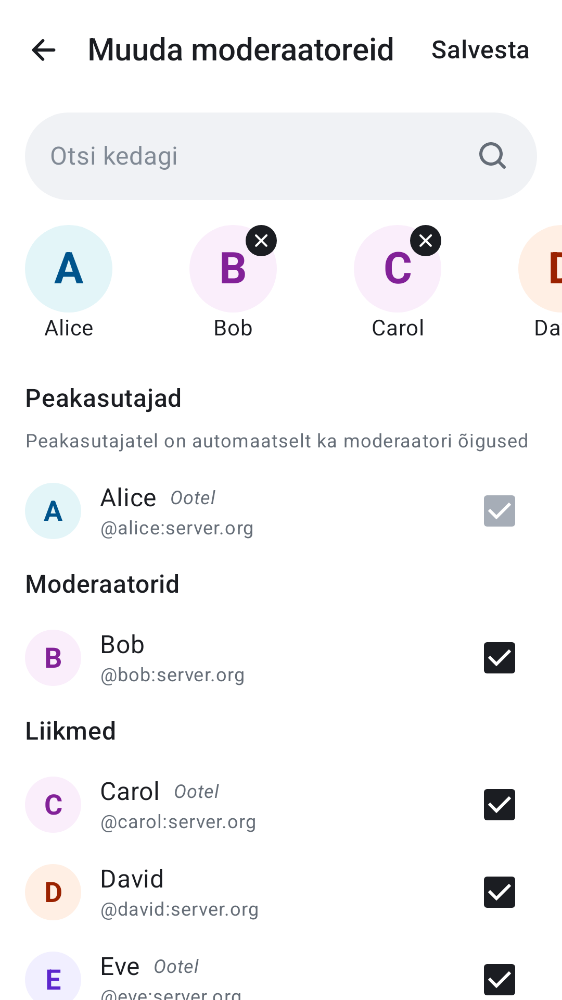 Muuda moderaatoreid Salvesta
Otsi kedagi
A B C
Alice Bob Carol Da
Peakasutajad
Peakasutajatel on automaatselt ka moderaatori õigused
A
Alice Ootel
@alice:server.org
Moderaatorid
B
Bob
@bob:server.org
Liikmed
C
Carol Ootel
@carol:server.org
D
David
@david:server.org
E
Eve Ootel
@eve:server.org